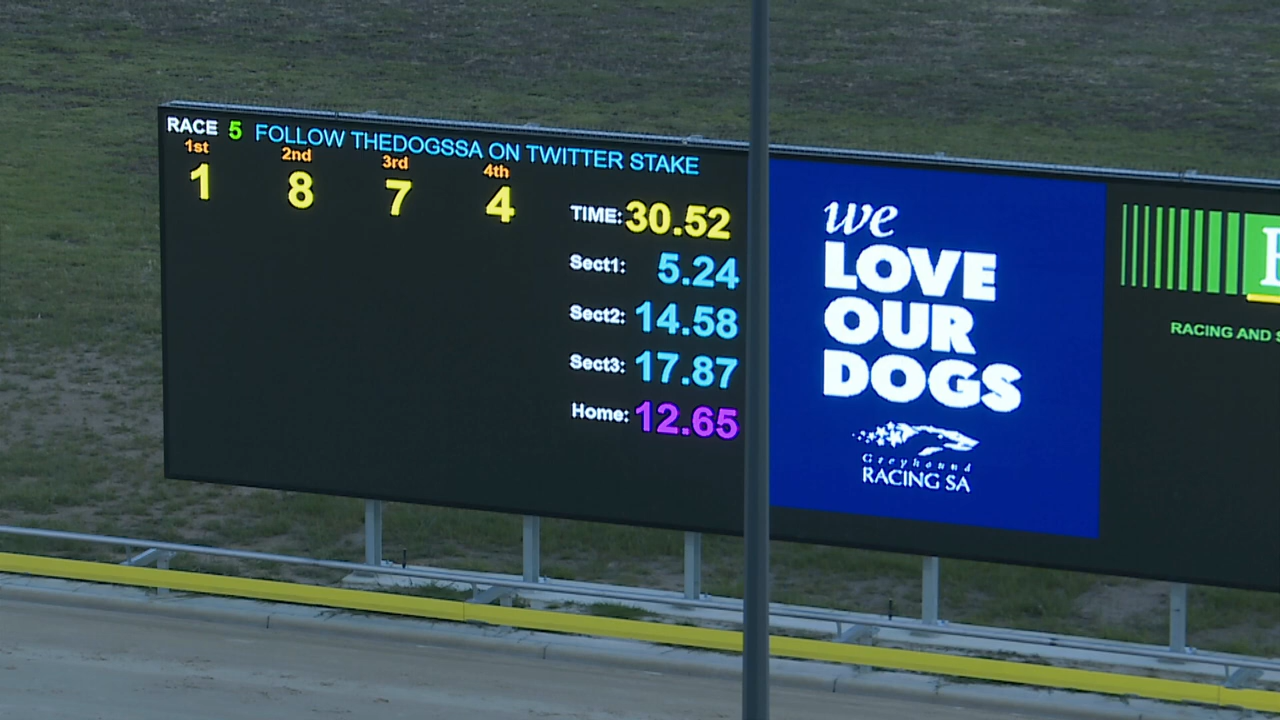 RACE 5 FOLLOW THEDOGSSA ON TWITTER STAKE
1st 2nd 3rd 4th
1 8 7 4
TIME: 30.52
Sect1: 5.24
Sect2: 14.58
Sect3: 17.87
Home: 12.65
we
LOVE
OUR
DOGS
Greyhound
RACING SA
RACING AND